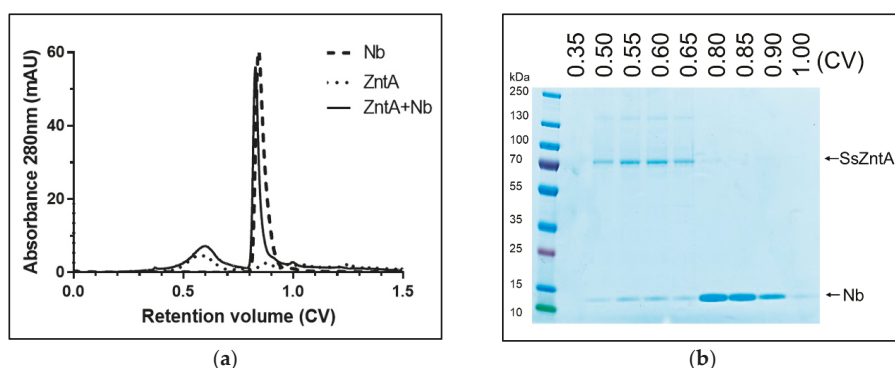 60
40
20
0
Absorbance 280nm (mAU)
0.0
0.5
1.0
1.5
Retention volume (CV)
Nb
ZntA
ZntA+Nb
(a)
0.35
0.50
0.55
0.60
0.65
0.80
0.85
0.90
1.00
(CV)
kDa
250
130
100
70
55
35
25
15
10
←SsZntA
←Nb
(b)